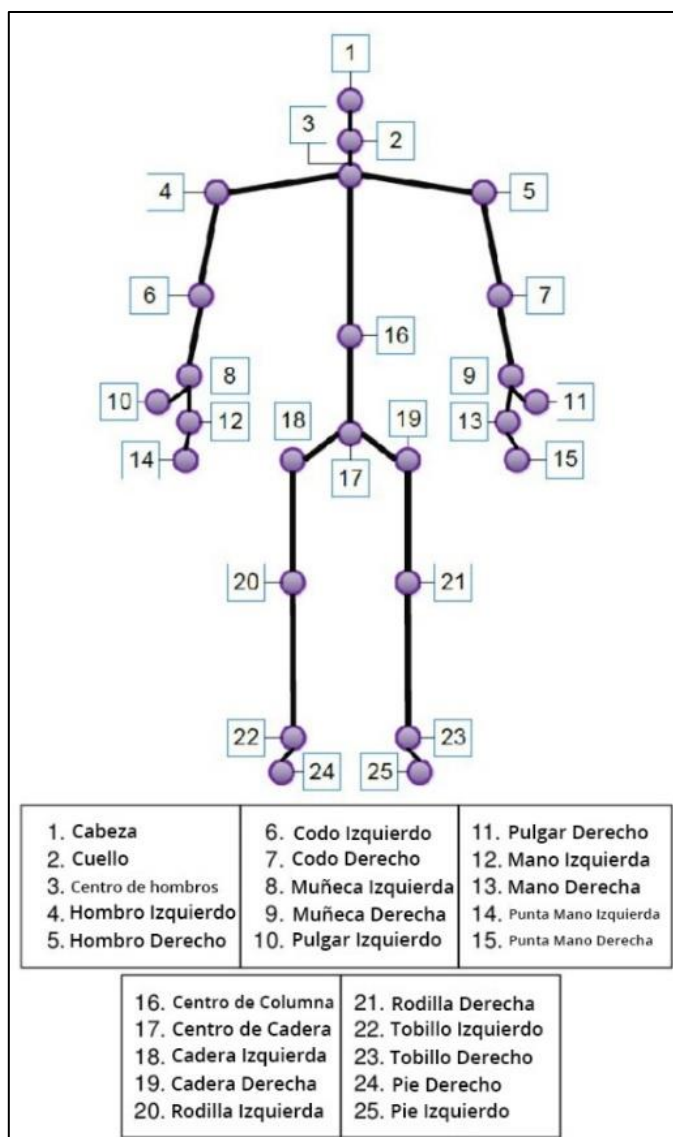 1
3
2
4
5
6
7
16
8
9
10
11
12
13
18
19
14
17
15
20
21
22
23
24
25
1. Cabeza
2. Cuello
3. Centro de hombros
4. Hombro Izquierdo
5. Hombro Derecho
6. Codo Izquierdo
7. Codo Derecho
8. Muñeca Izquierda
9. Muñeca Derecha
10. Pulgar Izquierdo
11. Pulgar Derecho
12. Mano Izquierda
13. Mano Derecha
14. Punta Mano Izquierda
15. Punta Mano Derecha
16. Centro de Columna
17. Centro de Cadera
18. Cadera Izquierda
19. Cadera Derecha
20. Rodilla Izquierda
21. Rodilla Derecha
22. Tobillo Izquierdo
23. Tobillo Derecho
24. Pie Derecho
25. Pie Izquierdo